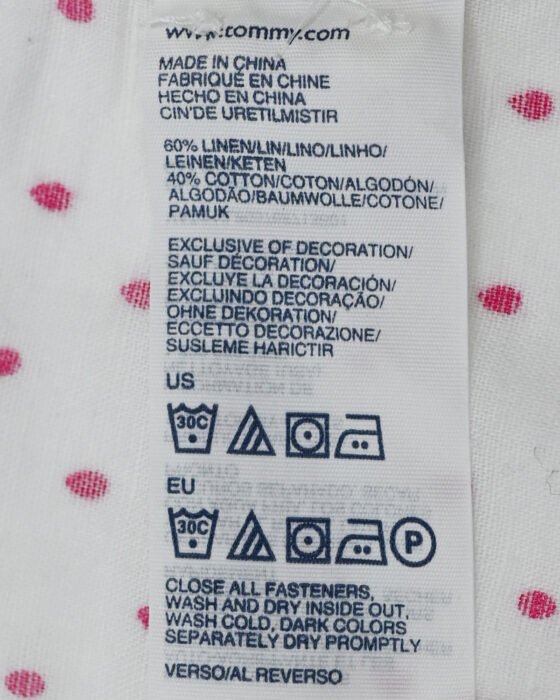 www.tommy.com
MADE IN CHINA
FABRIQUÉ EN CHINE
HECHO EN CHINA
CIN'DE URETILMISTIR
60% LINEN/LIN/LINO/LINHO/
LEINEN/KETEN
40% COTTON/COTON/ALGODÓN/
ALGODÃO/BAUMWOLLE/COTONE/
PAMUK
EXCLUSIVE OF DECORATION/
SAUF DÉCORATION/
EXCLUYE LA DECORACIÓN/
EXCLUINDO DECORAÇÃO/
OHNE DEKORATION/
ECCETTO DECORAZIONE/
SUSLEME HARICTIR
US
30C
EU
30C P
CLOSE ALL FASTENERS,
WASH AND DRY INSIDE OUT,
WASH COLD, DARK COLORS
SEPARATELY DRY PROMPTLY
VERSO/AL REVERSO